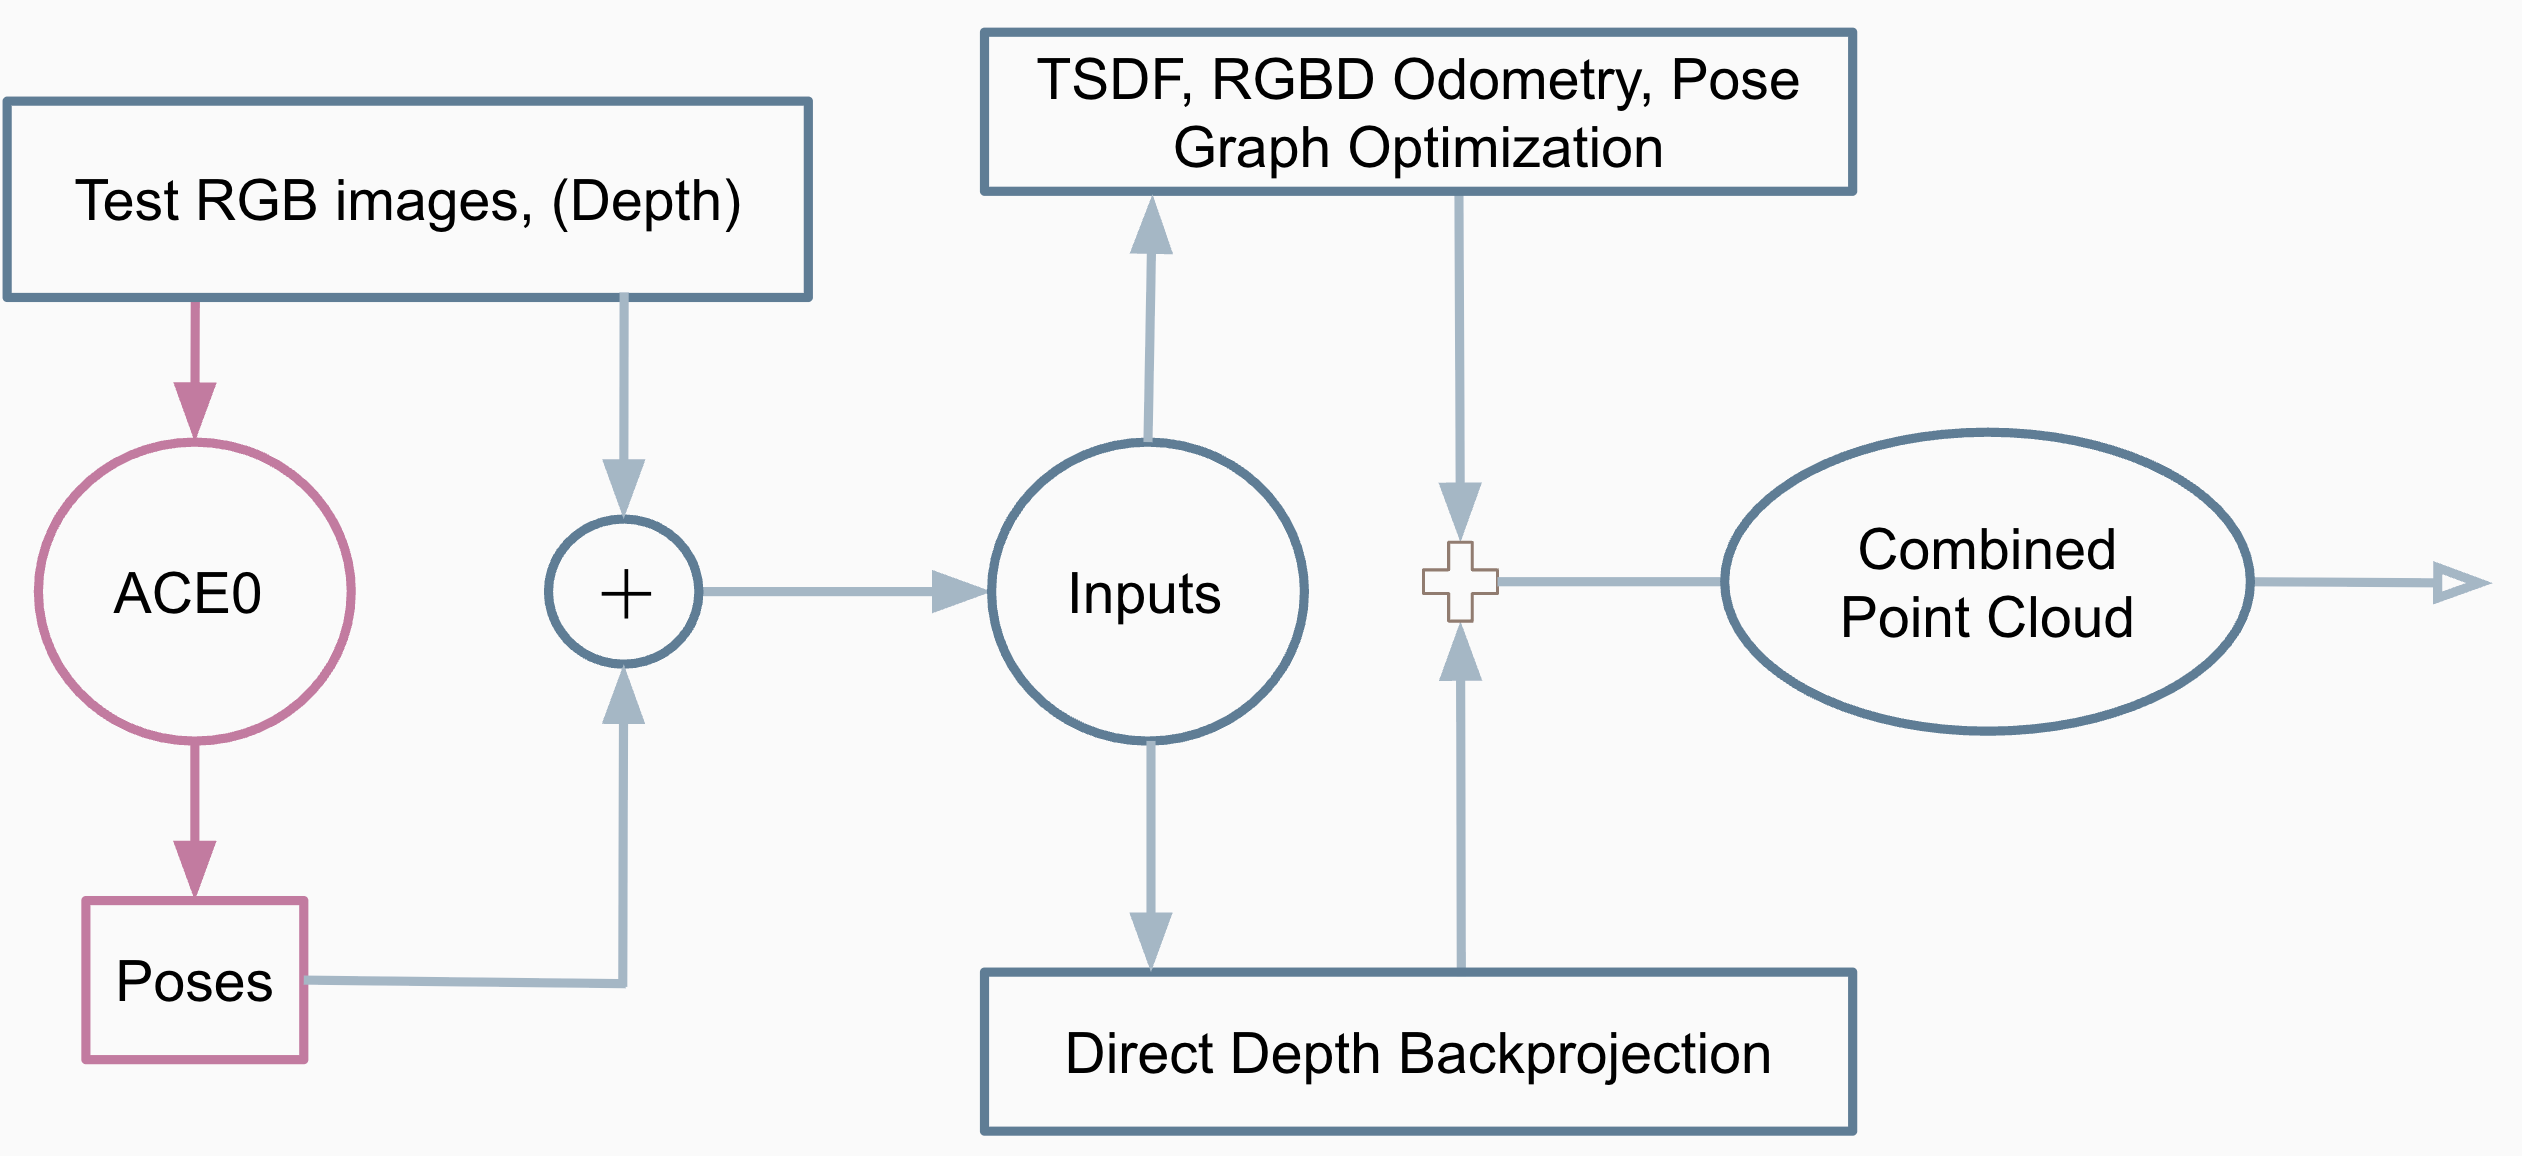 Test RGB images, (Depth)
ACE0
Poses
+
Inputs
TSDF, RGBD Odometry, Pose
Graph Optimization
Direct Depth Backprojection
Combined
Point Cloud